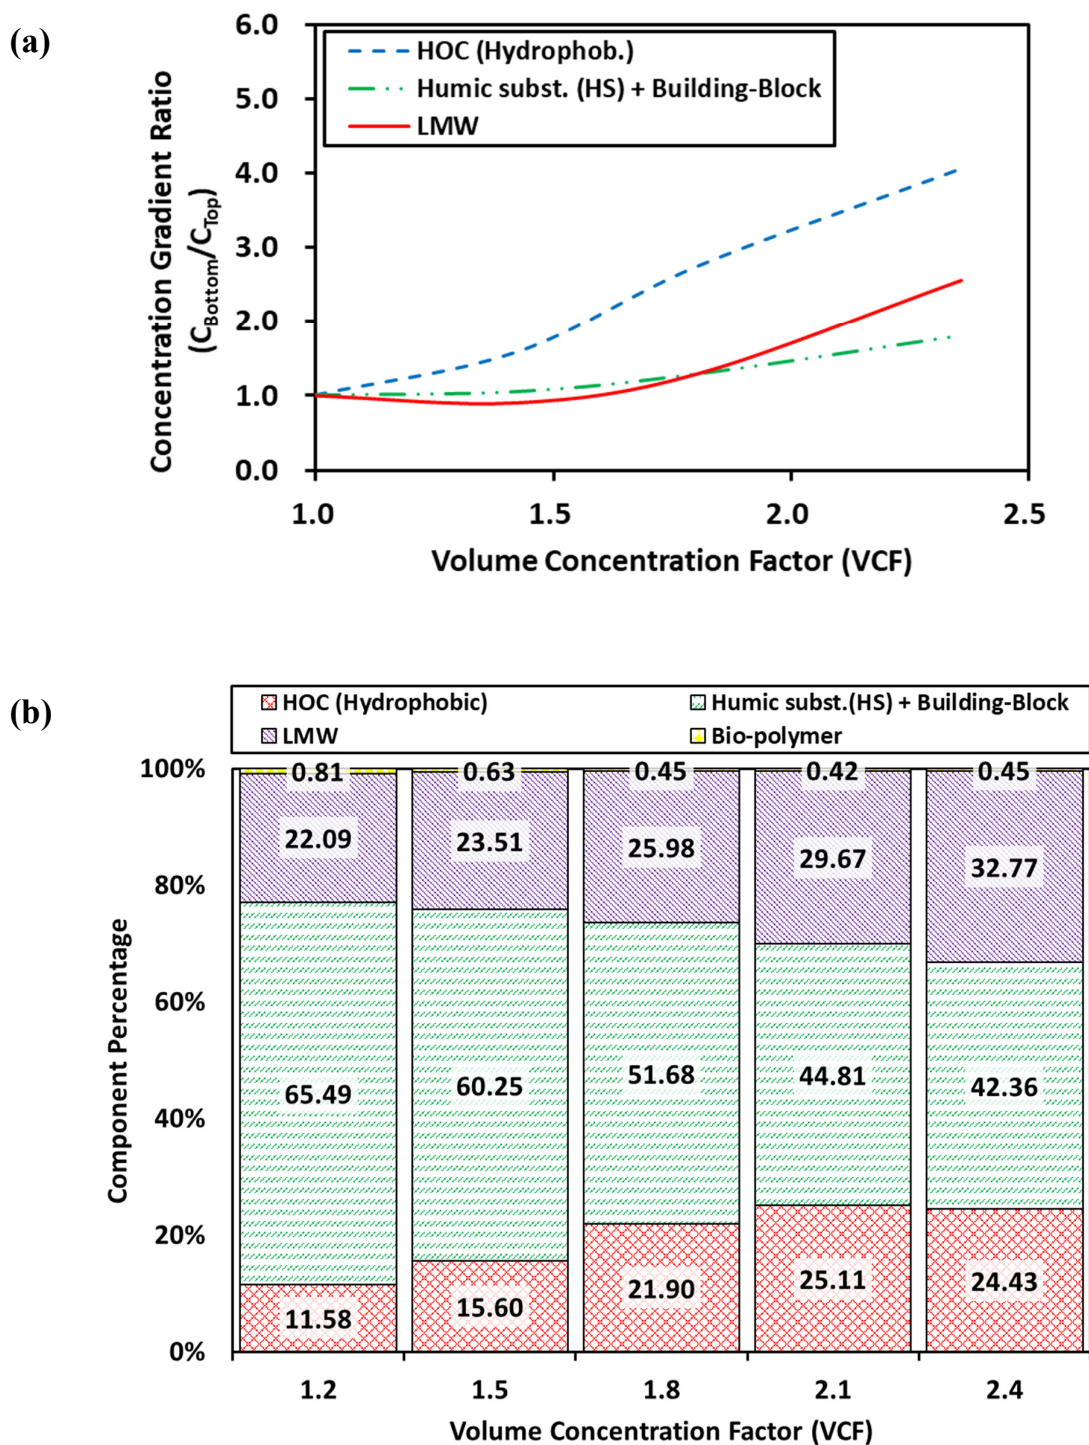 (a)
6.0
5.0
4.0
3.0
2.0
1.0
0.0
Concentration Gradient Ratio
(CBottom/CTop)
HOC (Hydrophob.)
Humic subst. (HS) + Building-Block
LMW
1.0 1.5 2.0 2.5
Volume Concentration Factor (VCF)
(b)
HOC (Hydrophobic) Humic subst.(HS) + Building-Block
LMW Bio-polymer
100%
80%
60%
40%
20%
0%
Component Percentage
0.81 0.63 0.45 0.42 0.45
22.09 23.51 25.98 29.67 32.77
65.49 60.25 51.68 44.81 42.36
11.58 15.60 21.90 25.11 24.43
1.2 1.5 1.8 2.1 2.4
Volume Concentration Factor (VCF)